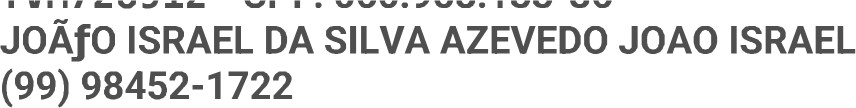 JOÃƒO ISRAEL DA SILVA AZEVEDO JOAO ISRAEL
(99) 98452-1722